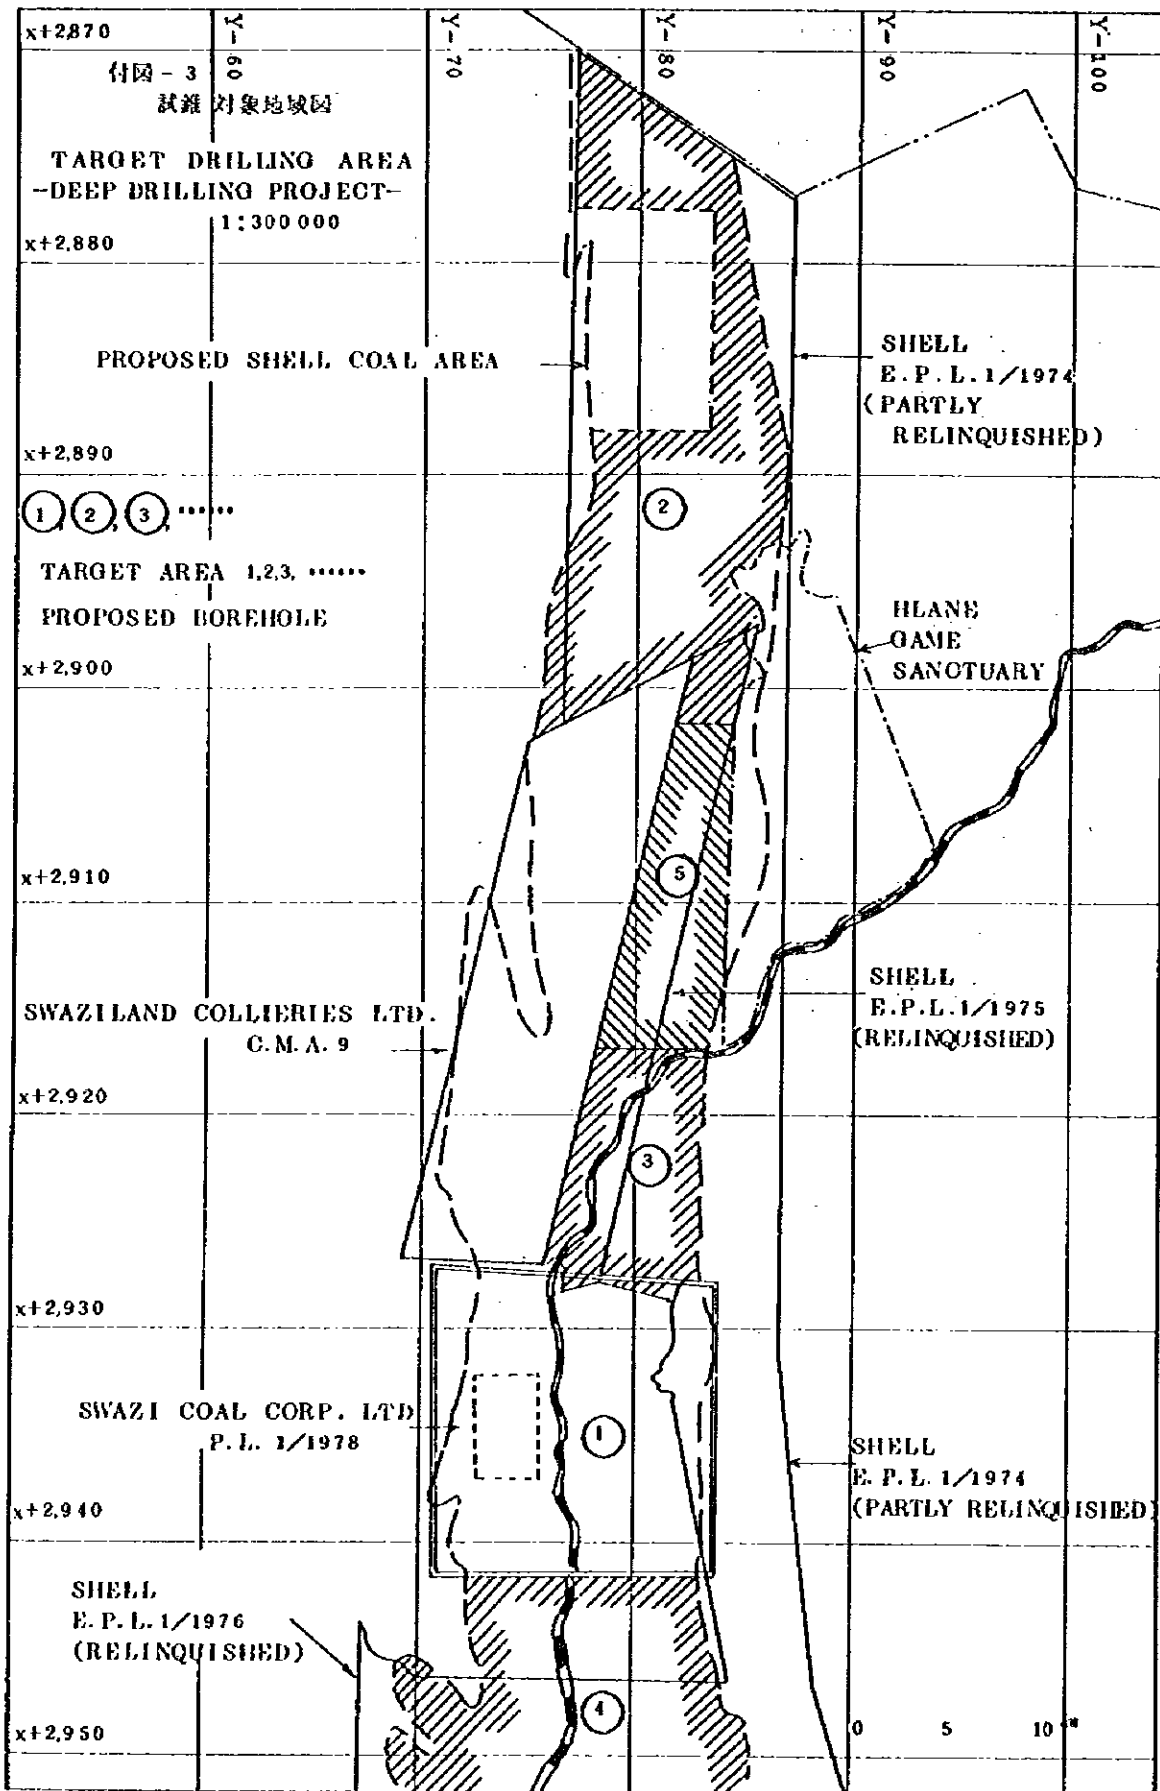 x+2,870
Y-60
Y-70
Y-80
Y-90
Y-100
付図-3
試錐対象地域図
TARGET DRILLING AREA
-DEEP DRILLING PROJECT-
1:300 000
x+2,880
PROPOSED SHELL COAL AREA
SHELL
E.P.L.1/1974
(PARTLY
RELINQUISHED)
x+2,890
1, 2, 3, ......
2
TARGET AREA 1,2,3, ......
PROPOSED BOREHOLE
HLANE
GAME
SANCTUARY
x+2,900
5
x+2,910
SHELL
E.P.L.1/1975
(RELINQUISHED)
SWAZILAND COLLIERIES LTD.
C.M.A.9
x+2,920
3
x+2,930
SWAZI COAL CORP. LTD
P.L. 1/1978
1
SHELL
E.P.L. 1/1974
(PARTLY RELINQUISHED)
x+2,940
SHELL
E.P.L.1/1976
(RELINQUISHED)
4
x+2,950
0 5 10 KM